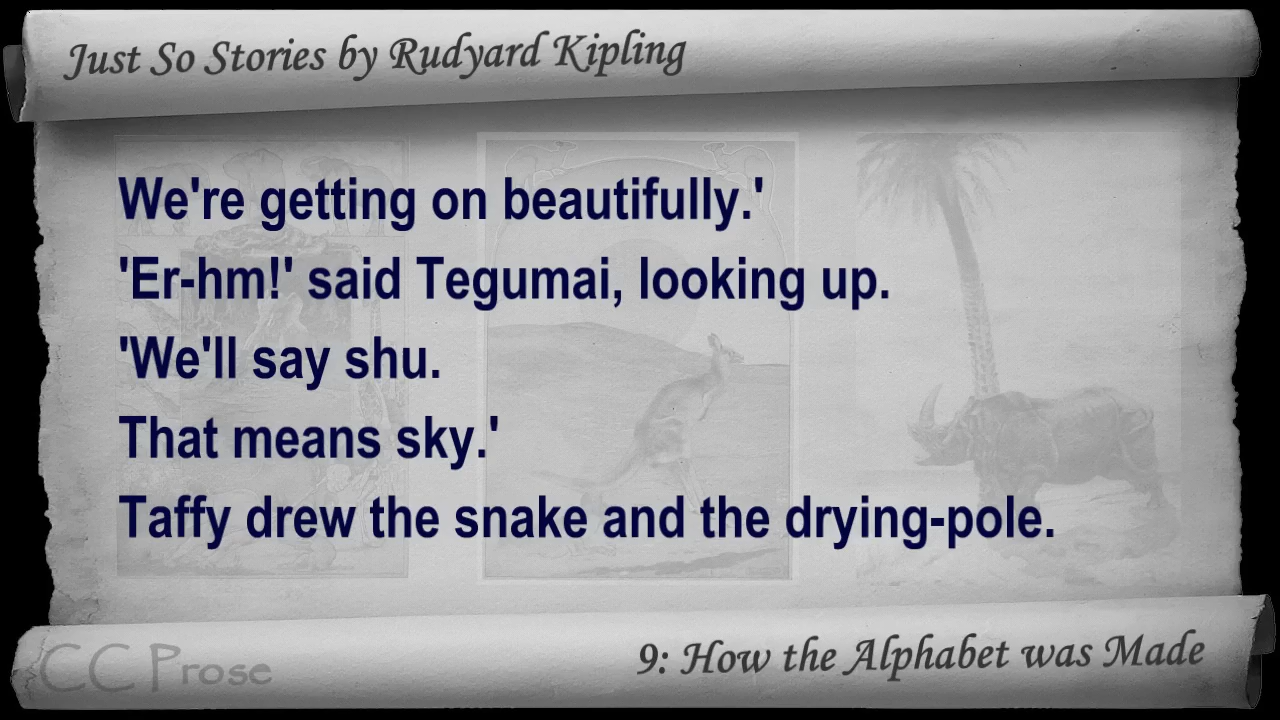 Just So Stories by Rudyard Kipling
We're getting on beautifully.'
'Er-hm!' said Tegumai, looking up.
'We'll say shu.
That means sky.'
Taffy drew the snake and the drying-pole.
9: How the Alphabet was Made
CC Prose